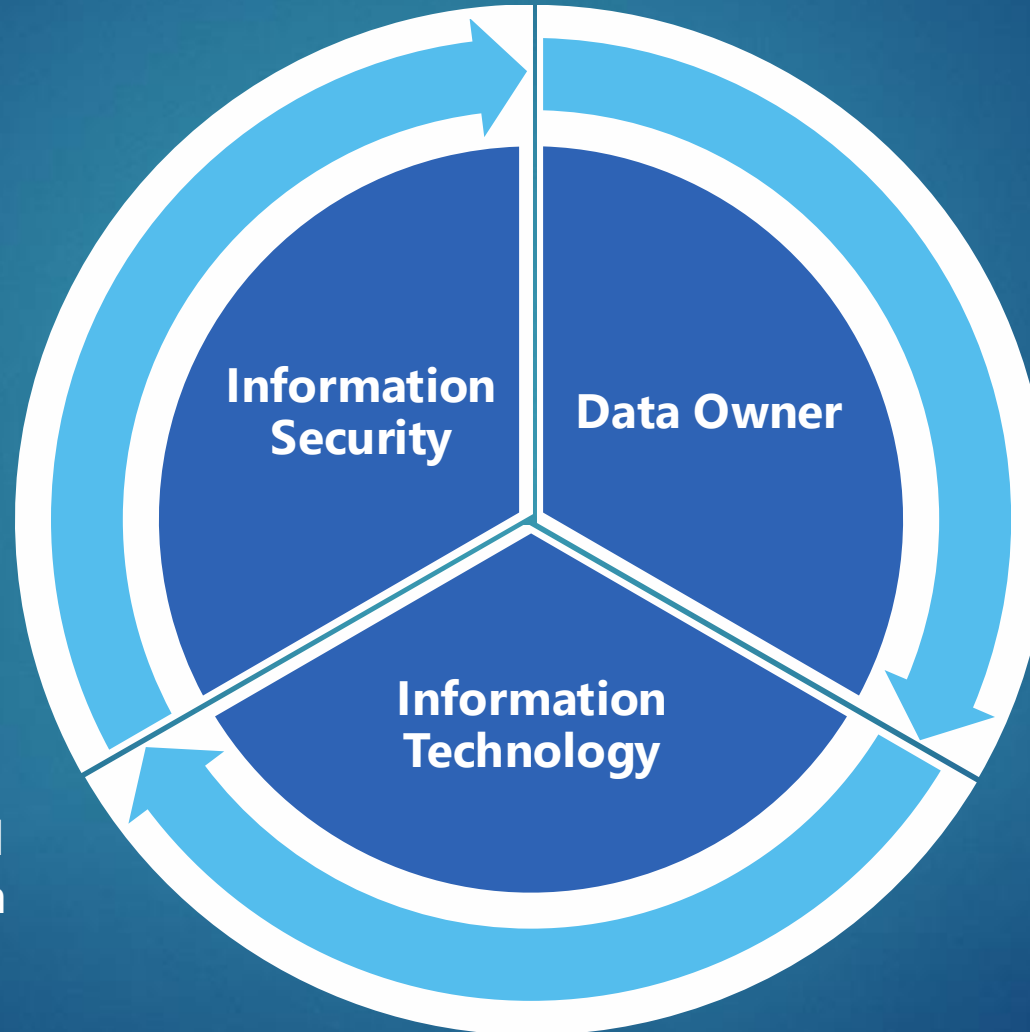 Information
Security
Data Owner
Information
Technology